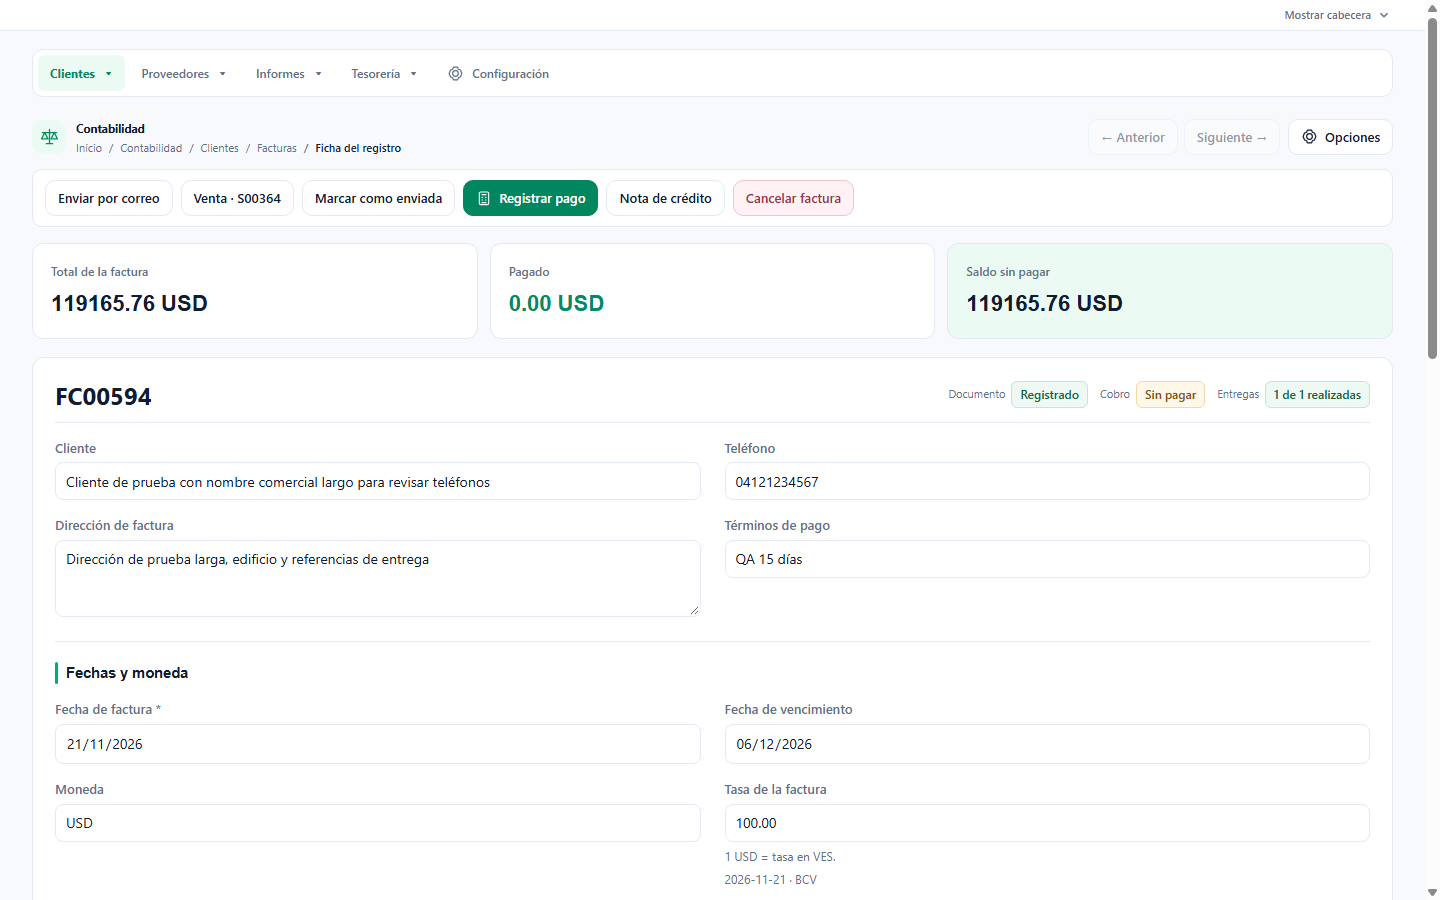 Mostrar cabecera
Clientes Proveedores Informes Tesorería Configuración
Contabilidad
Inicio / Contabilidad / Clientes / Facturas / Ficha del registro
← Anterior Siguiente → Opciones
Enviar por correo Venta · S00364 Marcar como enviada Registrar pago Nota de crédito Cancelar factura
Total de la factura
119165.76 USD
Pagado
0.00 USD
Saldo sin pagar
119165.76 USD
FC00594
Documento Registrado Cobro Sin pagar Entregas 1 de 1 realizadas
Cliente
Cliente de prueba con nombre comercial largo para revisar teléfonos
Teléfono
04121234567
Dirección de factura
Dirección de prueba larga, edificio y referencias de entrega
Términos de pago
QA 15 días
Fechas y moneda
Fecha de factura *
21/11/2026
Fecha de vencimiento
06/12/2026
Moneda
USD
Tasa de la factura
100.00
1 USD = tasa en VES.
2026-11-21 · BCV